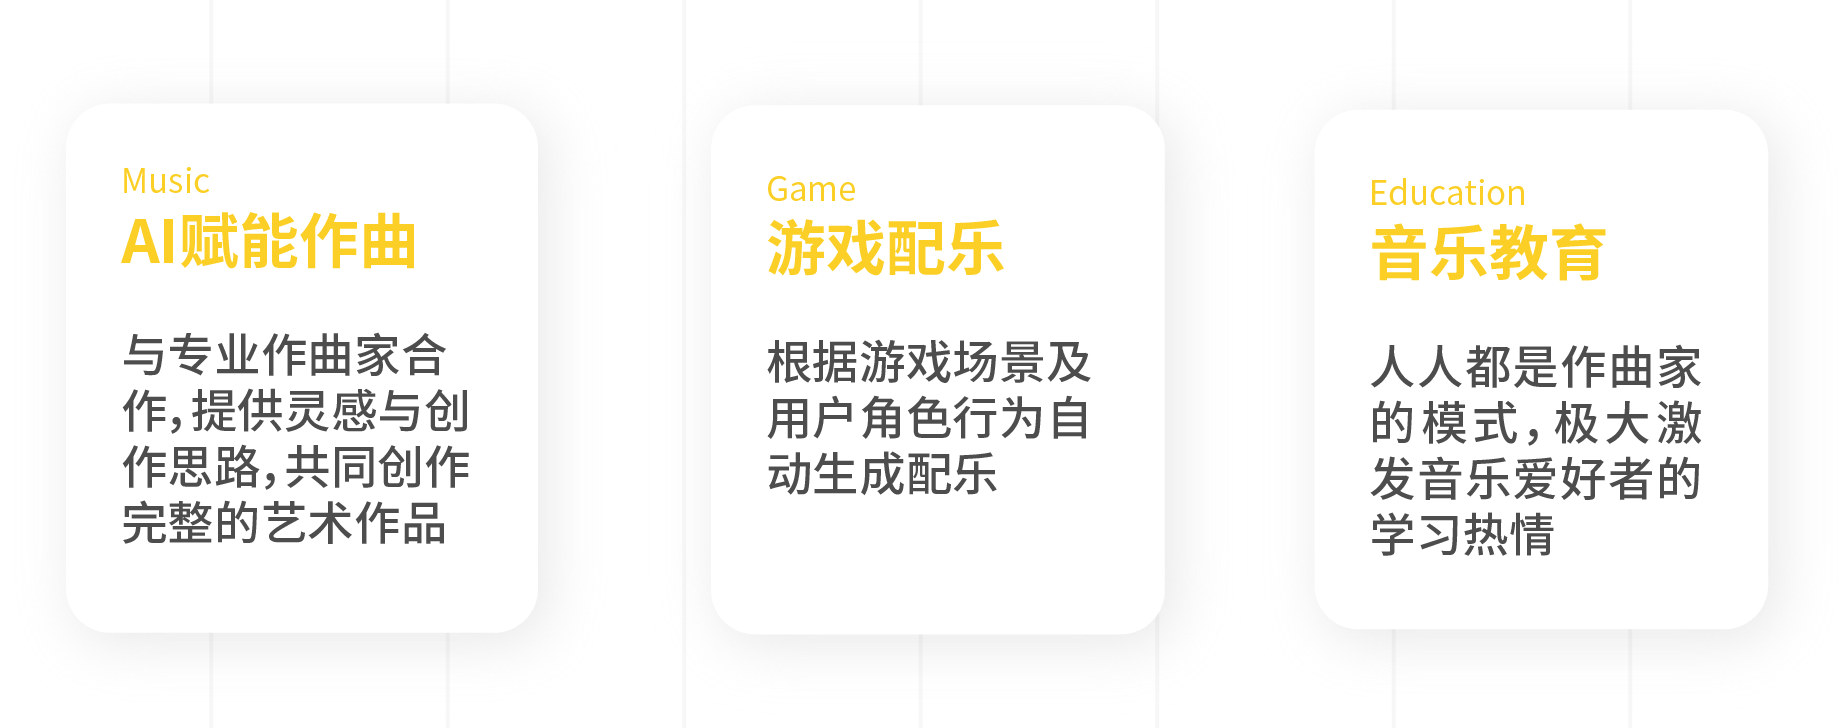 Music
AI赋能作曲
与专业作曲家合
作，提供灵感与创
作思路，共同创作
完整的艺术作品
Game
游戏配乐
根据游戏场景及
用户角色行为自
动生成配乐
Education
音乐教育
人人都是作曲家
的模式，极大激
发音乐爱好者的
学习热情